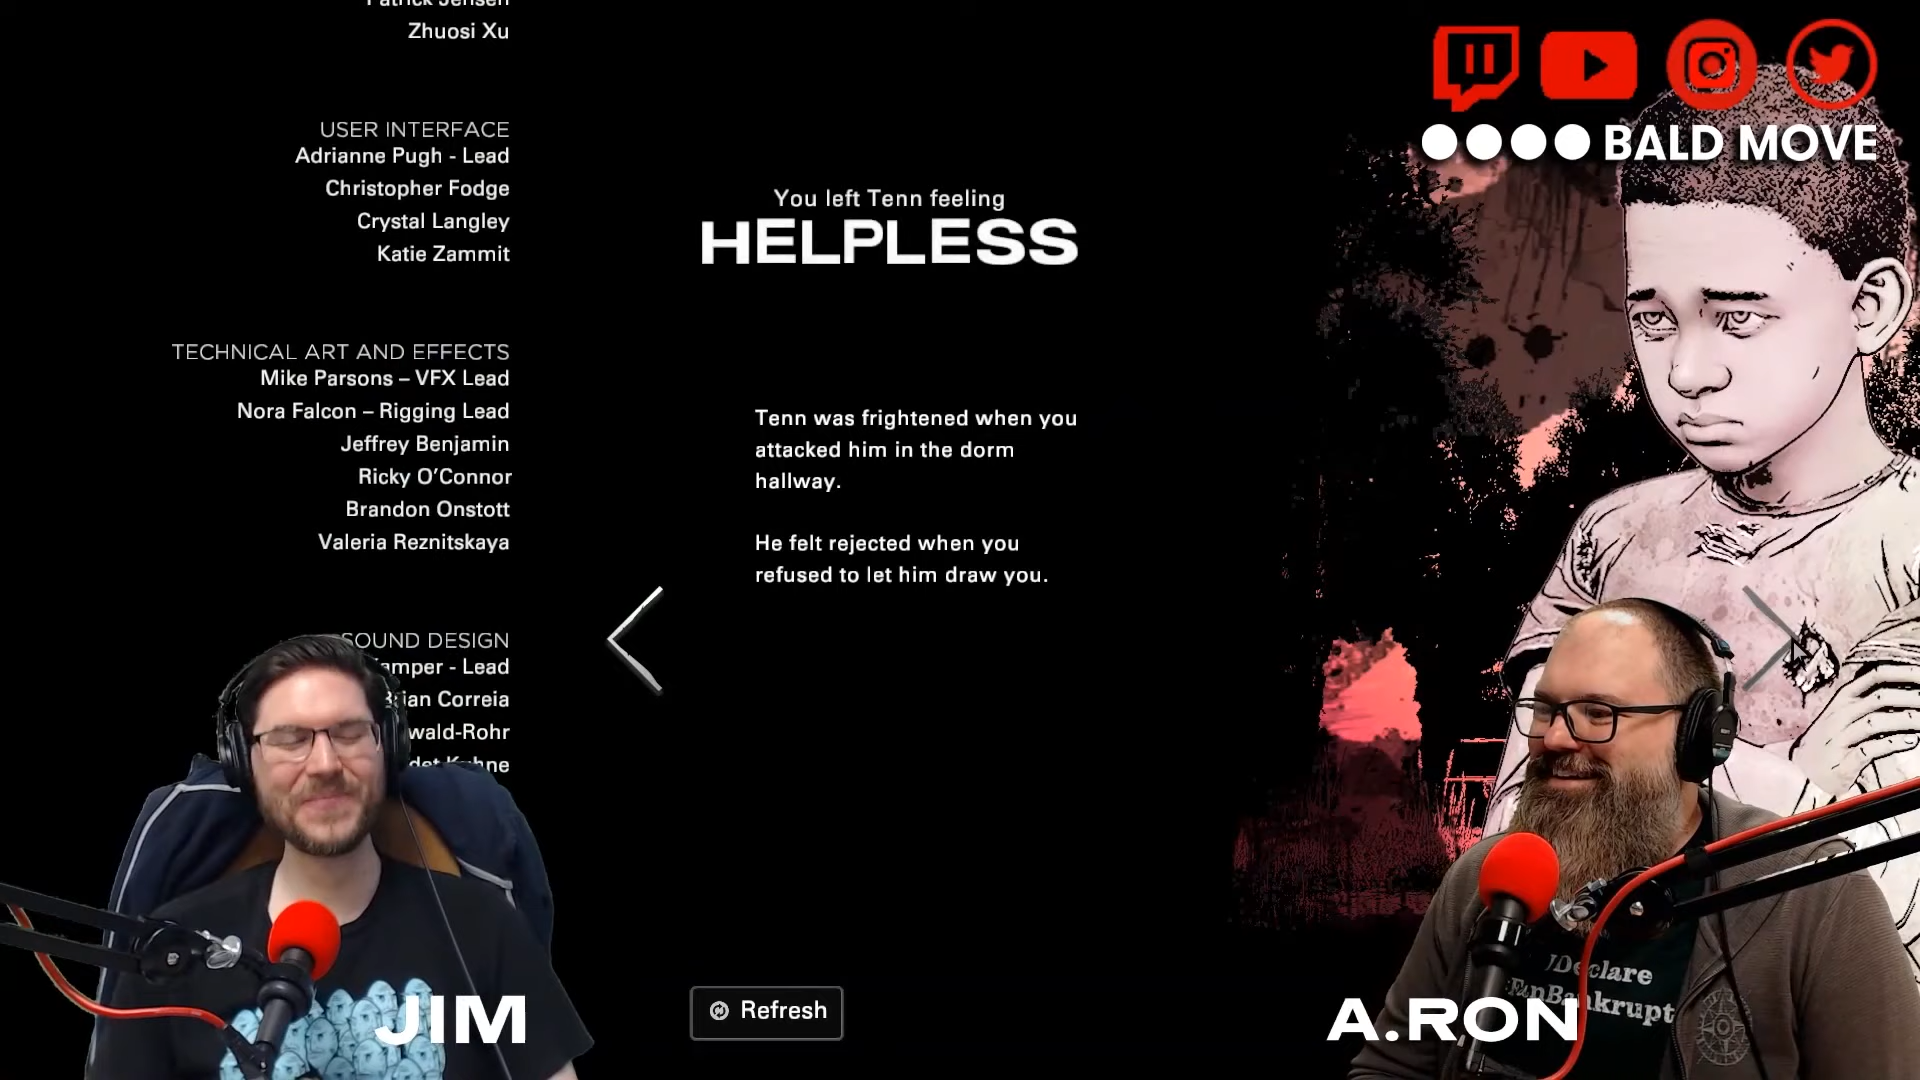 Zhuosi Xu
USER INTERFACE
Adrianne Pugh - Lead
Christopher Fodge
Crystal Langley
Katie Zammit
TECHNICAL ART AND EFFECTS
Mike Parsons – VFX Lead
Nora Falcon – Rigging Lead
Jeffrey Benjamin
Ricky O’Connor
Brandon Onstott
Valeria Reznitskaya
SOUND DESIGN
- Lead
Correia
You left Tenn feeling
HELPLESS
Tenn was frightened when you
attacked him in the dorm
hallway.
He felt rejected when you
refused to let him draw you.
Refresh
BALD MOVE
JIM
A.RON
Declare